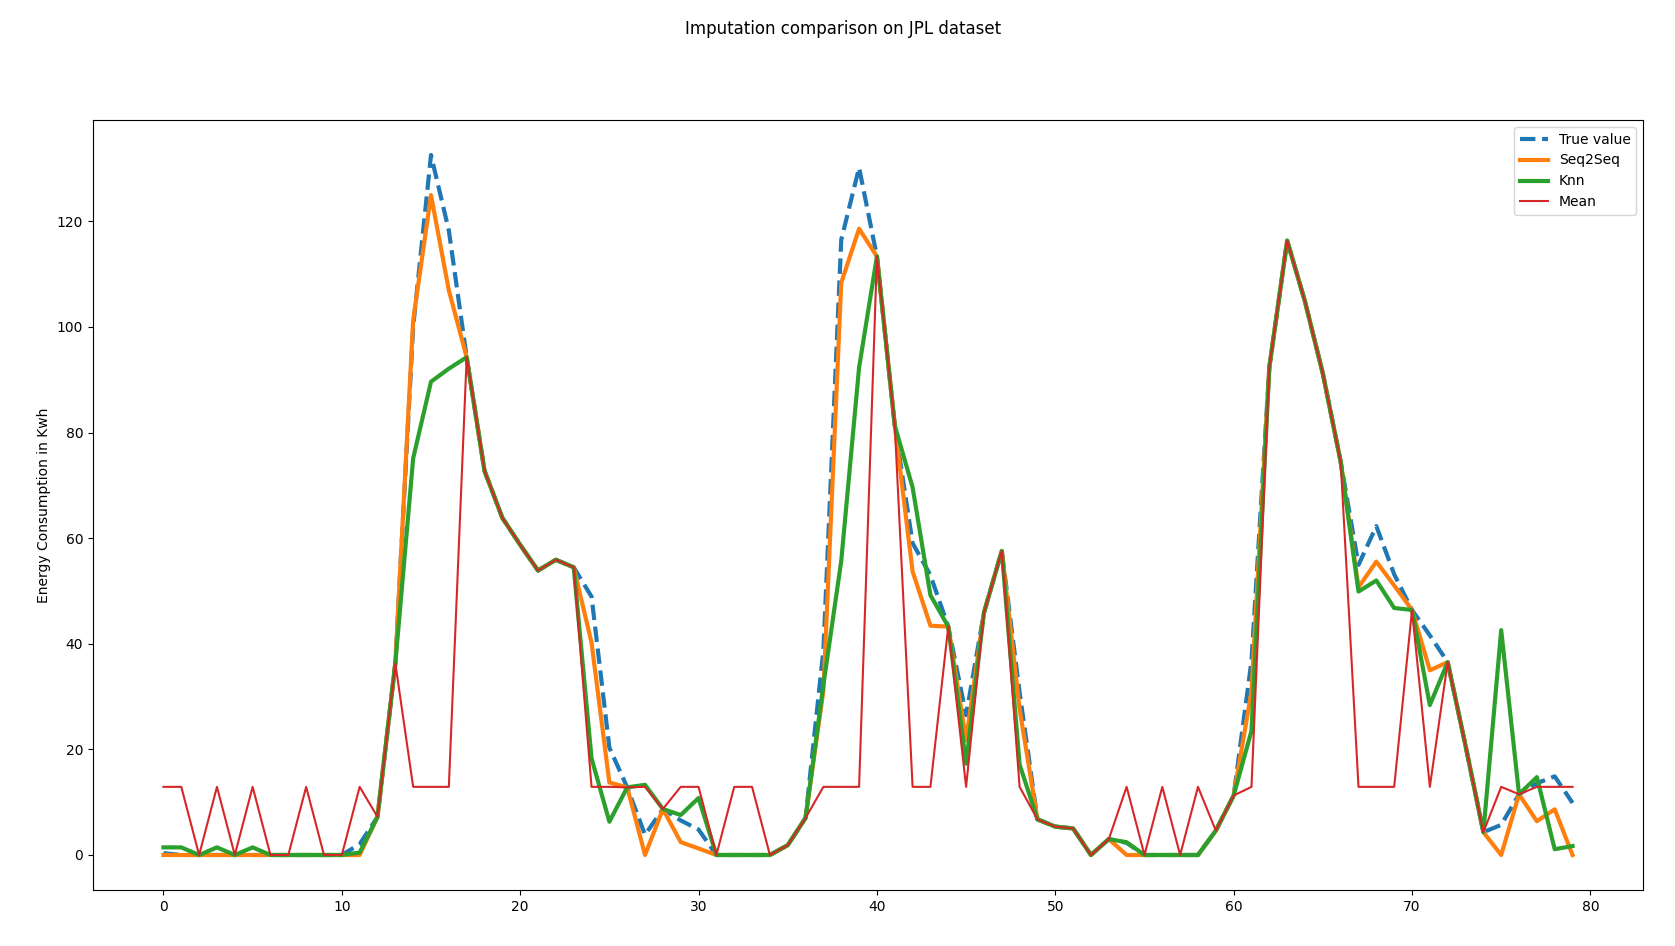 Imputation comparison on JPL dataset
True value
Seq2Seq
Knn
Mean
Energy Consumption in Kwh
120
100
80
60
40
20
0
0 10 20 30 40 50 60 70 80